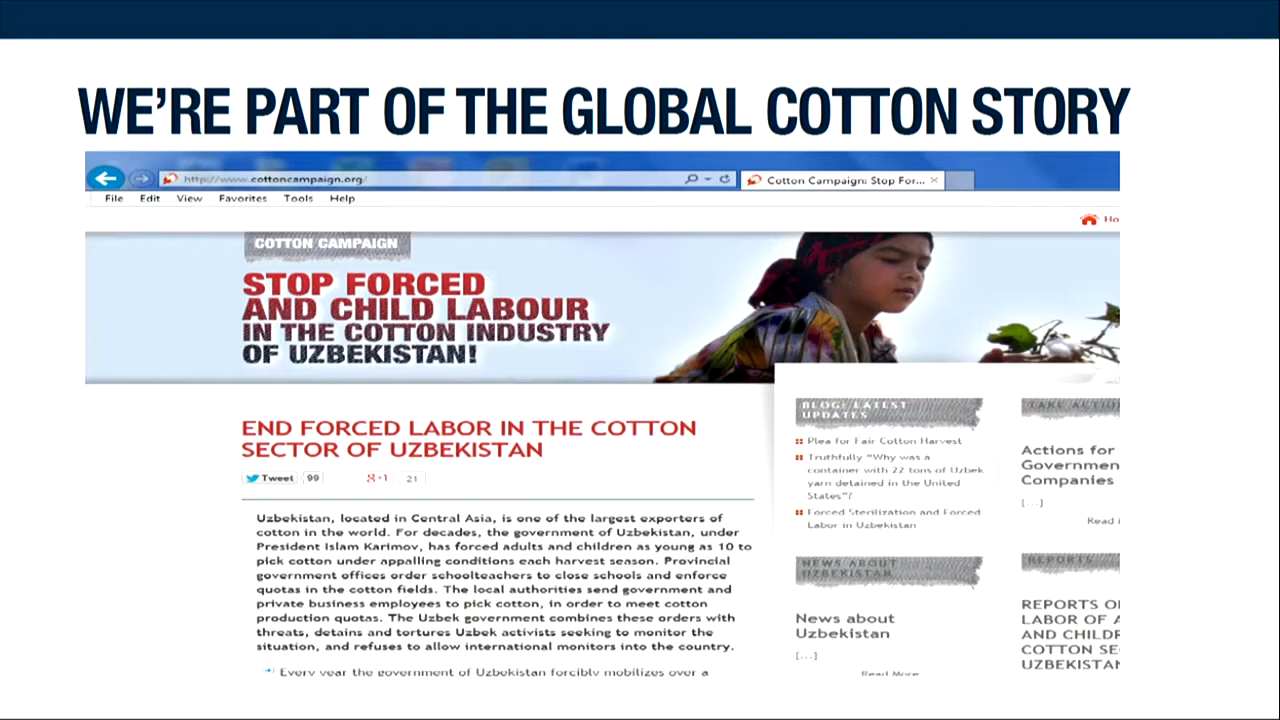 WE'RE PART OF THE GLOBAL COTTON STORY
http://www.cottoncampaign.org/
Cotton Campaign: Stop For...
File Edit View Favorites Tools Help
Ho
COTTON CAMPAIGN
STOP FORCED
AND CHILD LABOUR
IN THE COTTON INDUSTRY
OF UZBEKISTAN!
END FORCED LABOR IN THE COTTON
SECTOR OF UZBEKISTAN
Tweet 99 +1 21
Uzbekistan, located in Central Asia, is one of the largest exporters of
cotton in the world. For decades, the government of Uzbekistan, under
President Islam Karimov, has forced adults and children as young as 10 to
pick cotton under appalling conditions each harvest season. Provincial
government offices order schoolteachers to close schools and enforce
quotas in the cotton fields. The local authorities send government and
private business employees to pick cotton, in order to meet cotton
production quotas. The Uzbek government combines these orders with
threats, detains and tortures Uzbek activists seeking to monitor the
situation, and refuses to allow international monitors into the country.
Every year the government of Uzbekistan forcibly mobilizes over a
BLOG: LATEST
UPDATES
Plea for Fair Cotton Harvest
Truthfully "Why was a
container with 22 tons of Uzbek
yarn detained in the United
States"?
Forced Sterilization and Forced
Labor in Uzbekistan
NEWS ABOUT
UZBEKISTAN
News about
Uzbekistan
[...]
Read More
TAKE ACTION
Actions for
Governmen
Companies
[...]
Read
REPORTS
REPORTS O
LABOR OF A
AND CHILDR
COTTON SE
UZBEKISTAN